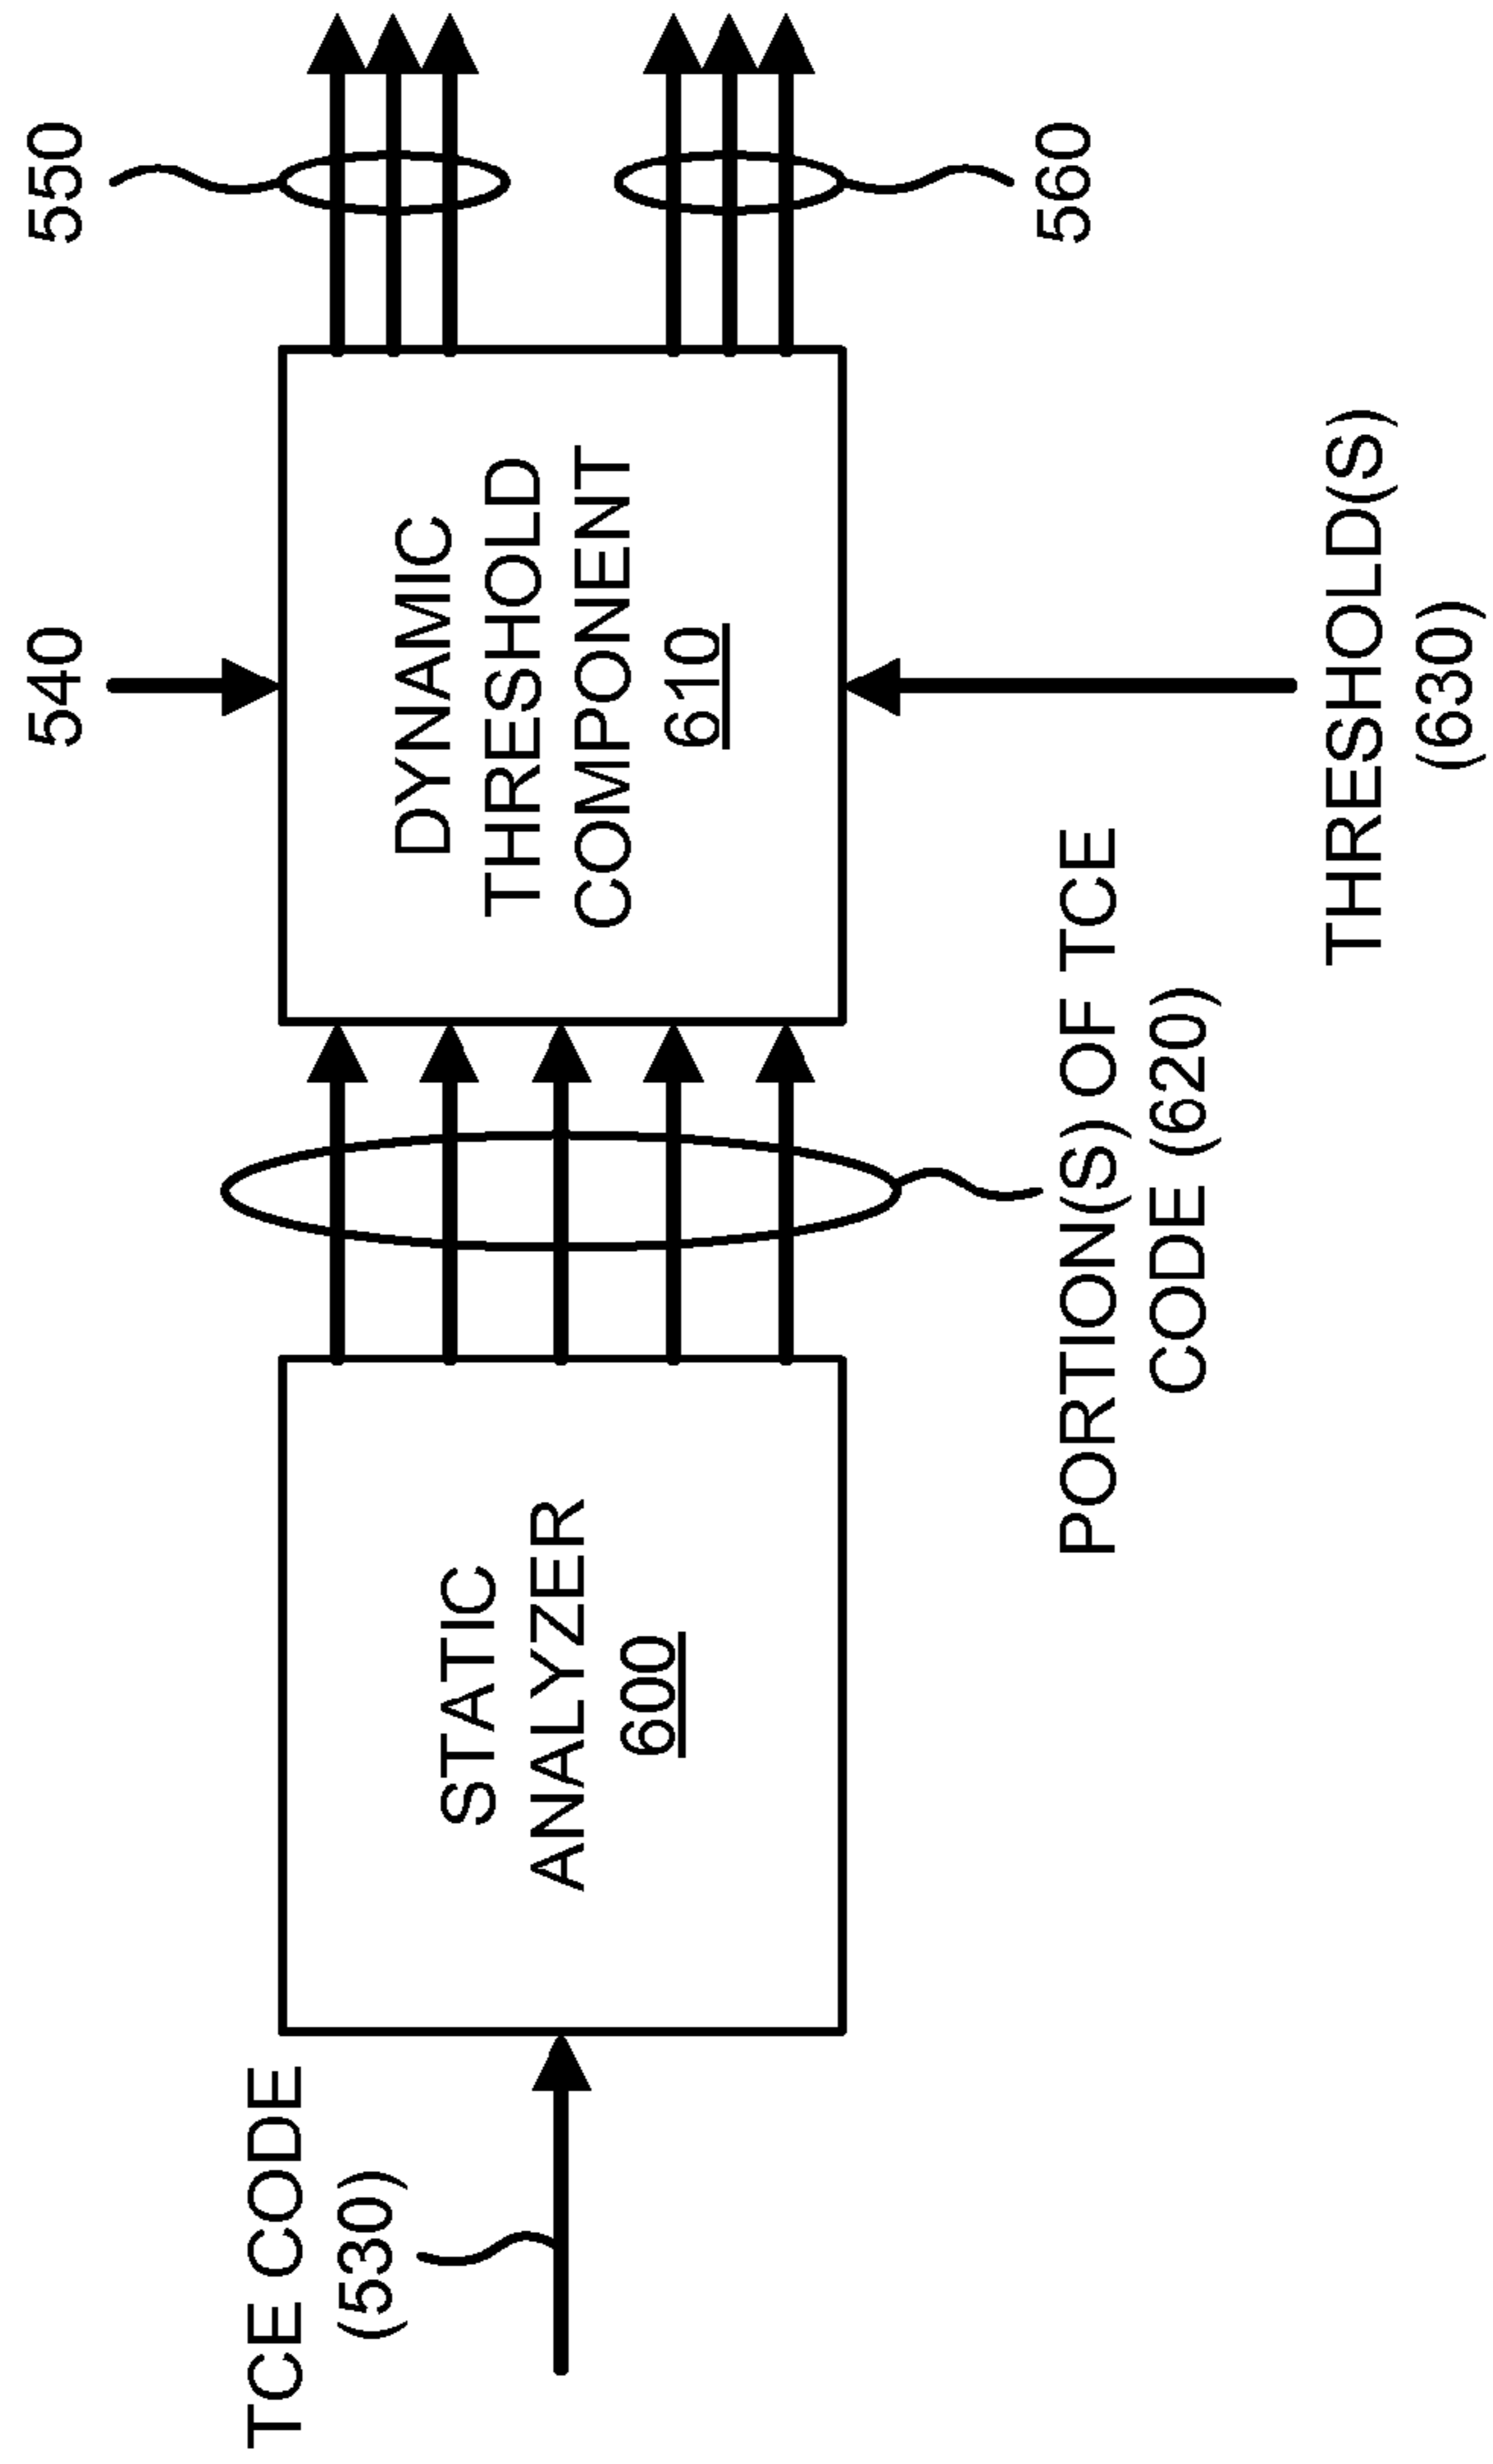 TCE CODE
(530)
STATIC
ANALYZER
600
PORTION(S) OF TCE
CODE (620)
540
DYNAMIC
THRESHOLD
COMPONENT
610
THRESHOLD(S)
(630)
550
560